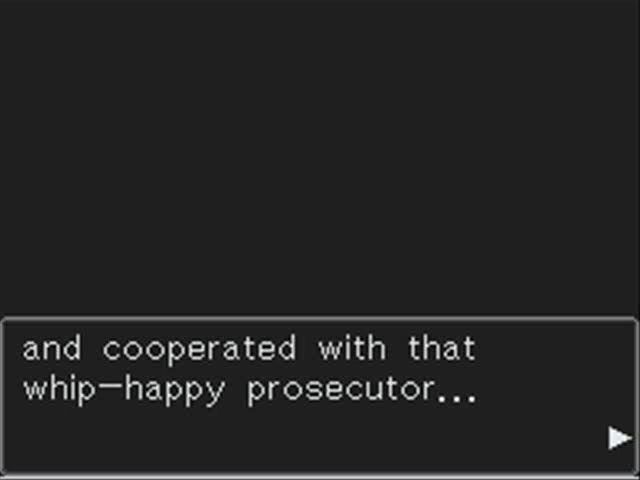 and cooperated with that
whip-happy prosecutor...